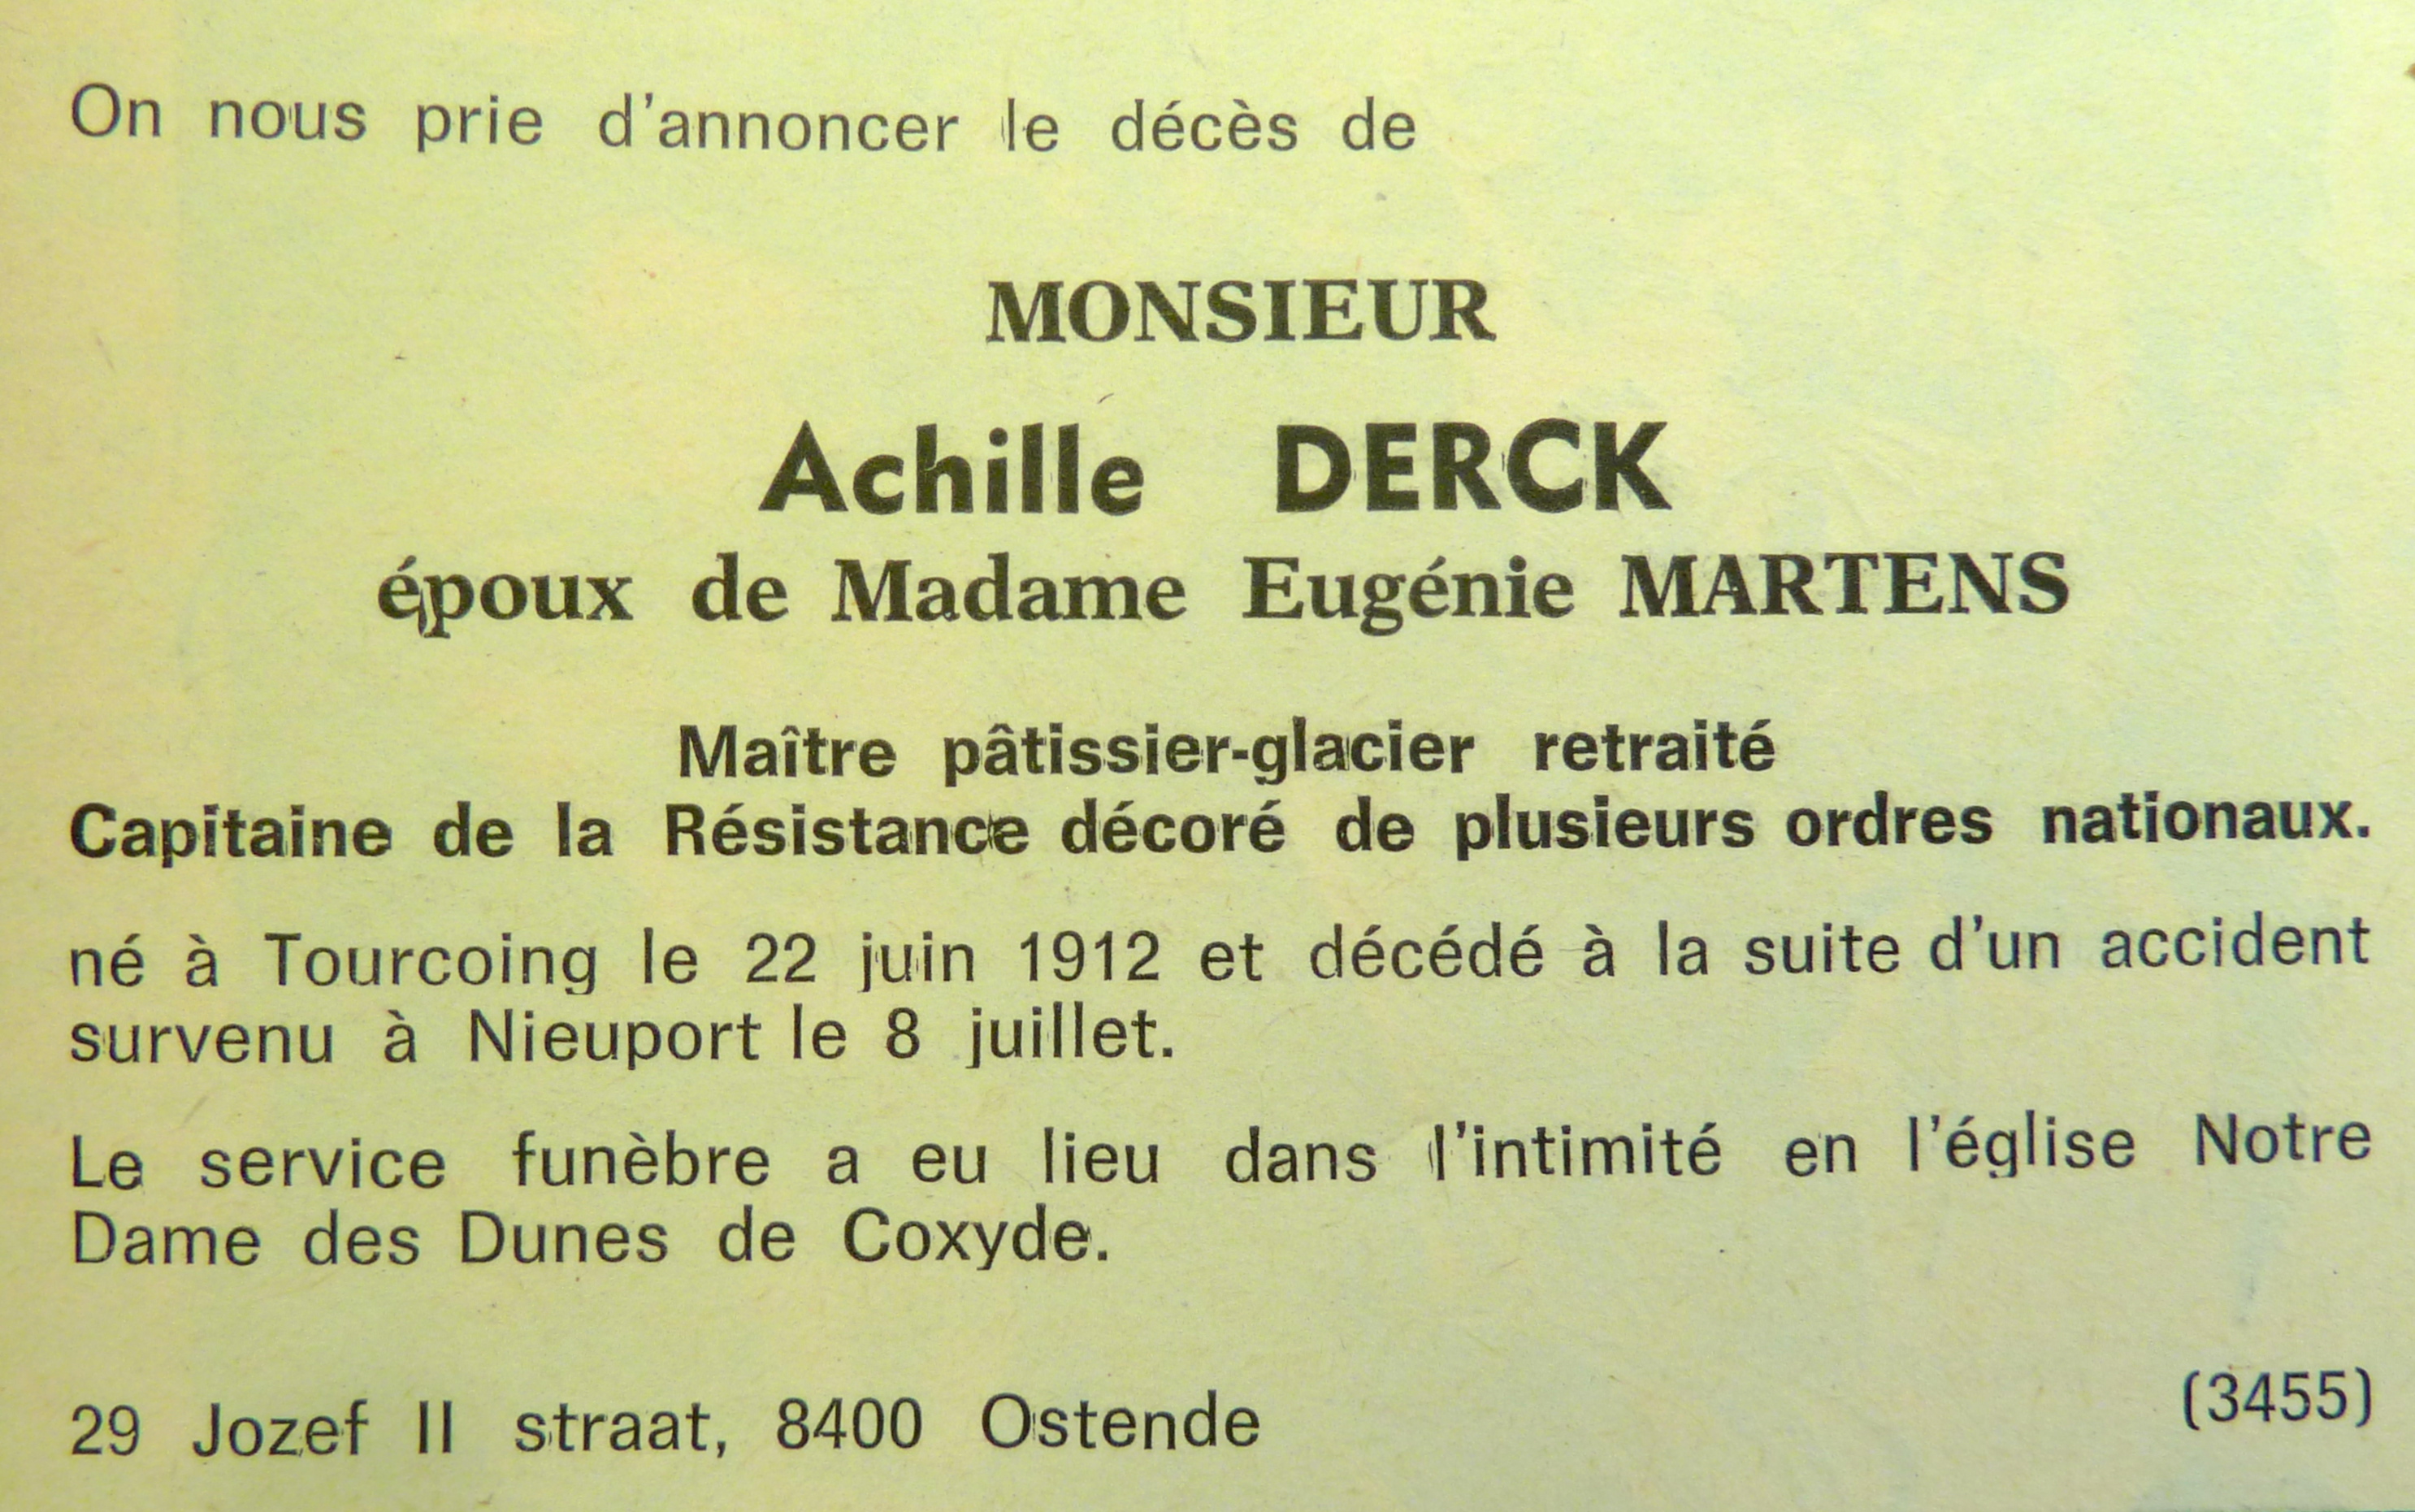 On nous prie d'annoncer le décès de
MONSIEUR
Achille DERCK
époux de Madame Eugénie MARTENS
Maître pâtissier-glacier retraité
Capitaine de la Résistance décoré de plusieurs ordres nationaux.
né à Tourcoing le 22 juin 1912 et décédé à la suite d'un accident
survenu à Nieuport le 8 juillet.
Le service funèbre a eu lieu dans l'intimité en l'église Notre
Dame des Dunes de Coxyde.
29 Jozef II straat, 8400 Ostende (3455)